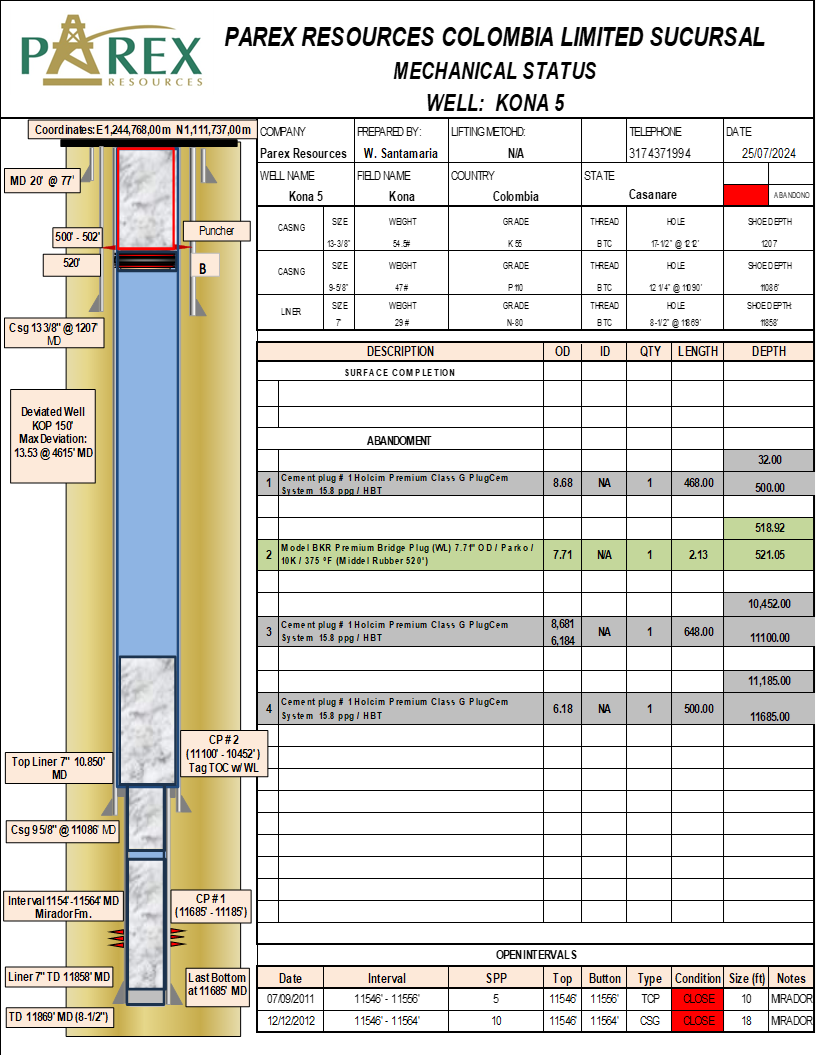 PAREX
RESOURCES
PAREX RESOURCES COLOMBIA LIMITED SUCURSAL
MECHANICAL STATUS
WELL: KONA 5
Coordinates: E 1,244,768,00 m N 1,111,737,00 m
COMPANY PREPARED BY: LIFTING METOHD: TELEPHONE DATE
Parex Resources W. Santamaria N/A 3174371994 25/07/2024
WELL NAME FIELD NAME COUNTRY STATE
Kona 5 Kona Colombia Casanare ABANDONO
CASING SIZE WEIGHT GRADE THREAD HOLE SHOE DEPTH
13-3/8" 54.5# K 55 BTC 17-1/2" @ 1212' 1207
CASING SIZE WEIGHT GRADE THREAD HOLE SHOE DEPTH
9-5/8" 47# P 110 BTC 12 1/4" @ 11090' 11086'
LINER SIZE WEIGHT GRADE THREAD HOLE SHOE DEPTH:
7" 29 # N-80 BTC 8-1/2" @ 11869' 11858'
DESCRIPTION OD ID QTY LENGTH DEPTH
SURFACE COMPLETION
ABANDOMENT
32.00
1 Cement plug # 1 Holcim Premium Class G PlugCem
System 15.8 ppg / HBT 8.68 NA 1 468.00 500.00
518.92
2 Model BKR Premium Bridge Plug (WL) 7.71" OD / Parko /
10K / 375 ºF (Middel Rubber 520') 7.71 N/A 1 2.13 521.05
10,452.00
3 Cement plug # 1 Holcim Premium Class G PlugCem
System 15.8 ppg / HBT 8,681 6,184 NA 1 648.00 11100.00
11,185.00
4 Cement plug # 1 Holcim Premium Class G PlugCem
System 15.8 ppg / HBT 6.18 NA 1 500.00 11685.00
OPEN INTERVALS
Date Interval SPP Top Button Type Condition Size (ft) Notes
07/09/2011 11546' - 11556' 5 11546' 11556' TCP CLOSE 10 MIRADOR
12/12/2012 11546' - 11564' 10 11546' 11564' CSG CLOSE 18 MIRADOR
MD 20' @ 77'
500' - 502'
Puncher
520'
B
Csg 13 3/8" @ 1207'
MD
Deviated Well
KOP 150'
Max Deviation:
13.53 @ 4615' MD
CP # 2
(11100' - 10452')
Tag TOC w/ WL
Top Liner 7" 10.850'
MD
Csg 9 5/8" @ 11086' MD
Interval 1154'-11564' MD
Mirador Fm.
CP # 1
(11685' - 11185')
Liner 7" TD 11858' MD
Last Bottom
at 11685' MD
TD 11869' MD (8-1/2")